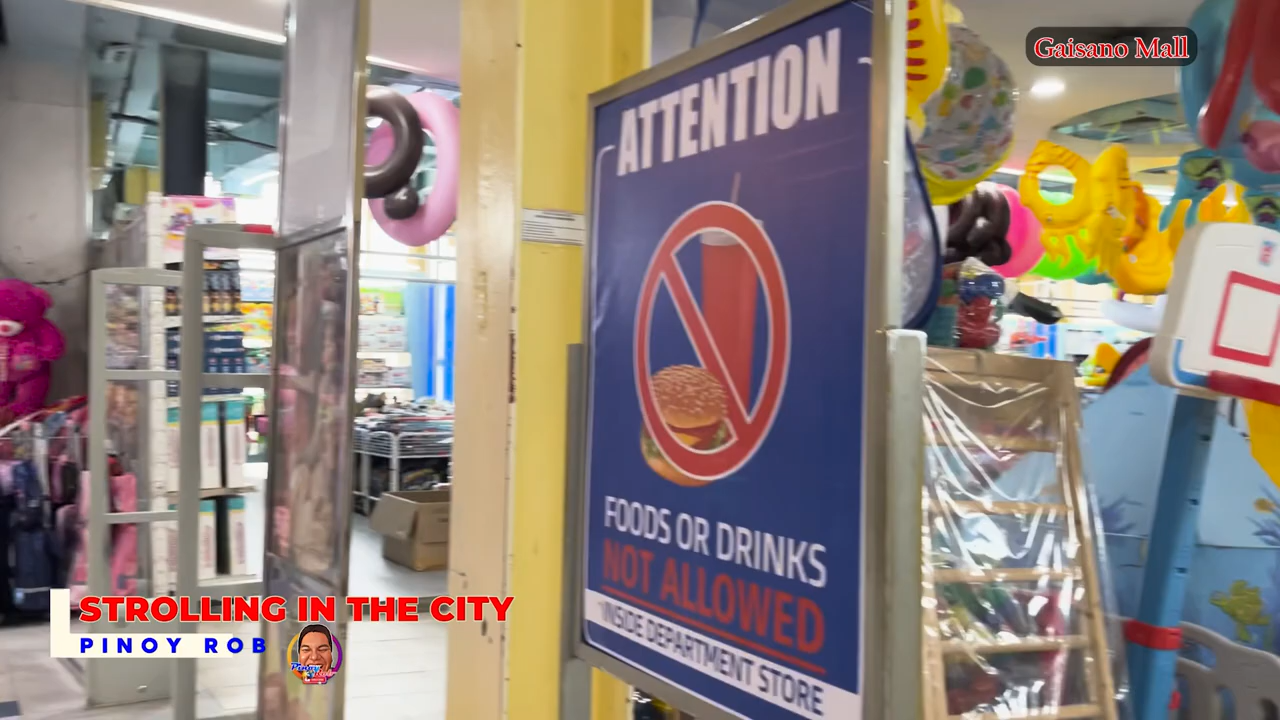 Gaisano Mall
ATTENTION
FOODS OR DRINKS
NOT ALLOWED
INSIDE DEPARTMENT STORE
STROLLING IN THE CITY
PINOY ROB